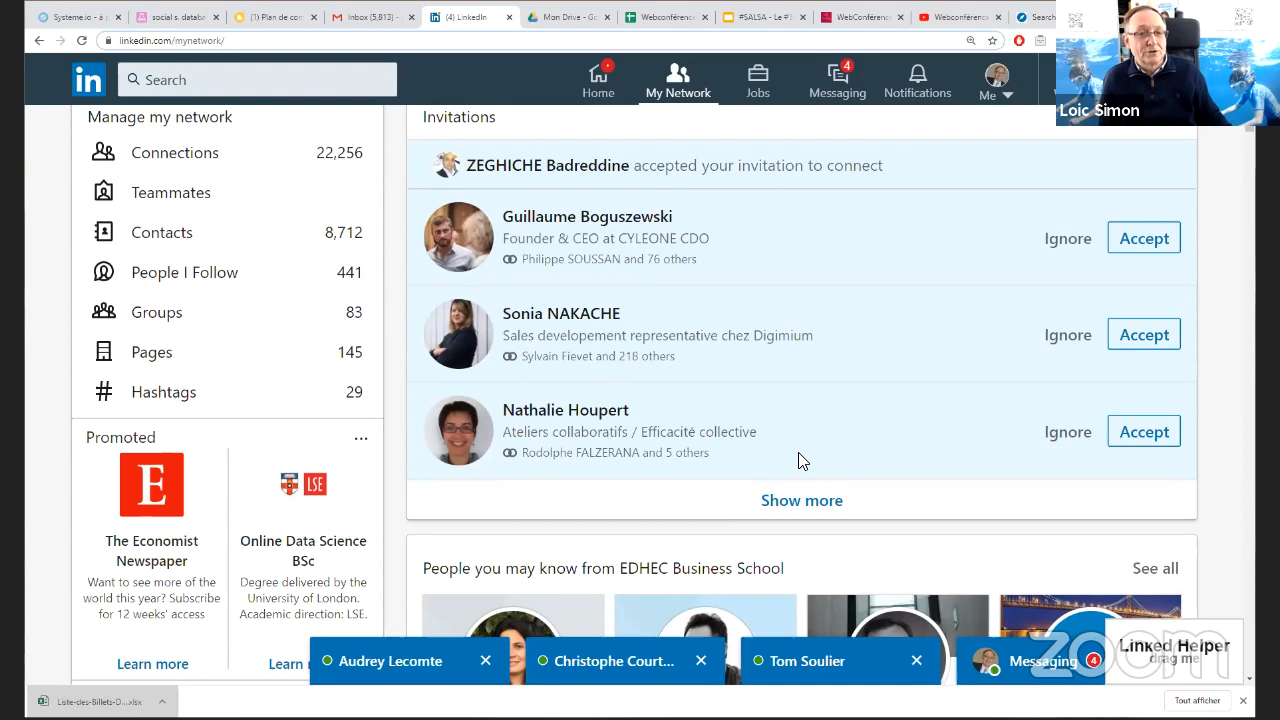 Systeme.io - à p
social s. databa
(1) Plan de con
Inbox (5,813) -
(4) LinkedIn
Mon Drive - Go
Webconférence
#SALSA - Le #S
WebConférence
Webconférence
Search
linkedin.com/mynetwork/
in
Search
Home
My Network
Jobs
4
Messaging
Notifications
Me
Loic Simon
Manage my network
Connections 22,256
Teammates
Contacts 8,712
People I Follow 441
Groups 83
Pages 145
Hashtags 29
Promoted
E
LSE
The Economist
Newspaper
Want to see more of the
world this year? Subscribe
for 12 weeks' access
Learn more
Online Data Science
BSc
Degree delivered by the
University of London.
Academic direction: LSE.
Learn
Invitations
ZEGHICHE Badreddine accepted your invitation to connect
Guillaume Boguszewski
Founder & CEO at CYLEONE CDO
Philippe SOUSSAN and 76 others
Ignore Accept
Sonia NAKACHE
Sales developement representative chez Digimium
Sylvain Fievet and 218 others
Ignore Accept
Nathalie Houpert
Ateliers collaboratifs / Efficacité collective
Rodolphe FALZERANA and 5 others
Ignore Accept
Show more
People you may know from EDHEC Business School
See all
Audrey Lecomte
Christophe Court...
Tom Soulier
Messaging 4
zoom
Linked Helper
drag me
Liste-des-Billets-D....xlsx
Tout afficher